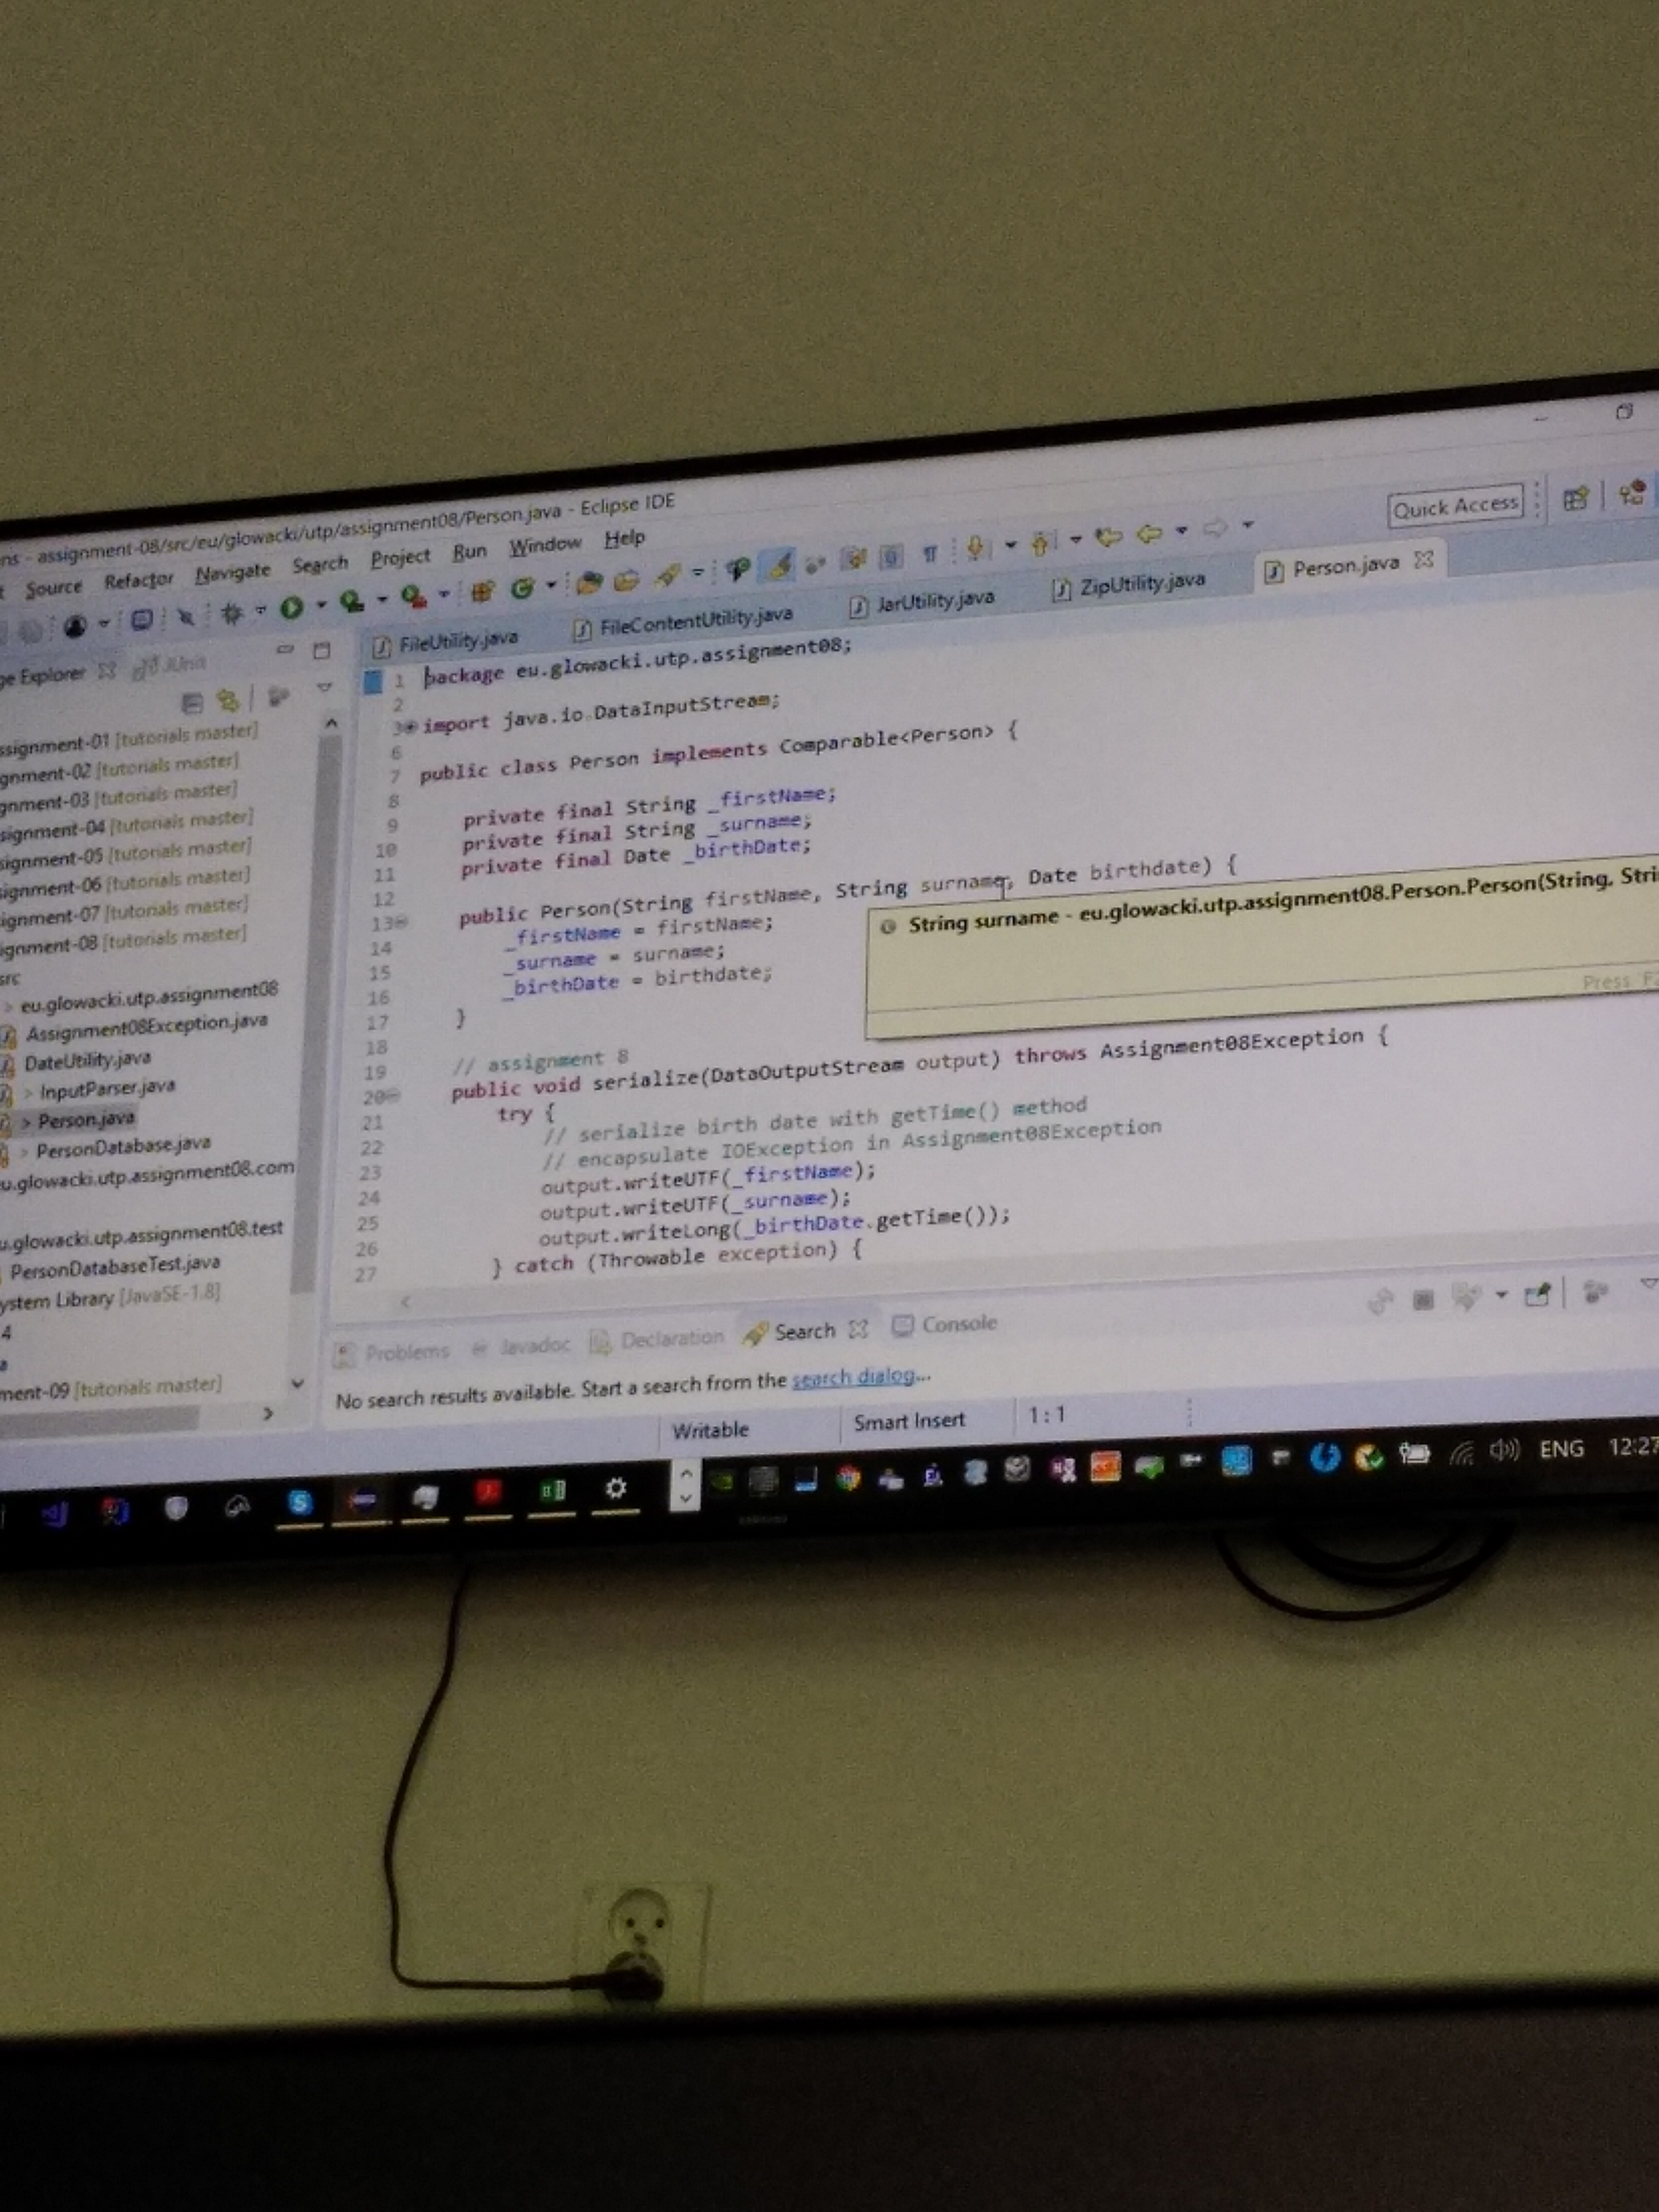 ns - assignment-08/src/eu/glowacki/utp/assignment08/Person.java - Eclipse IDE
Source Refactor Navigate Search Project Run Window Help
Quick Access
ge Explorer JUnit
FileUtility.java FileContentUtility.java JarUtility.java ZipUtility.java Person.java
ssignment-01 [tutorials master]
gnment-02 [tutorials master]
gnment-03 [tutorials master]
signment-04 [tutorials master]
signment-05 [tutorials master]
signment-06 [tutorials master]
ignment-07 [tutorials master]
ignment-08 [tutorials master]
src
> eu.glowacki.utp.assignment08
Assignment08Exception.java
DateUtility.java
> InputParser.java
> Person.java
> PersonDatabase.java
u.glowacki.utp.assignment08.com
u.glowacki.utp.assignment08.test
PersonDatabaseTest.java
ystem Library [JavaSE-1.8]
4
a
ment-09 [tutorials master]
1 package eu.glowacki.utp.assignment08;
2
3 import java.io.DataInputStream;
6
7 public class Person implements Comparable<Person> {
8
9 private final String _firstName;
10 private final String _surname;
11 private final Date _birthDate;
12
13 public Person(String firstName, String surname, Date birthdate) {
14 _firstName = firstName;
15 _surname = surname;
16 _birthDate = birthdate;
17 }
18
19 // assignment 8
20 public void serialize(DataOutputStream output) throws Assignment08Exception {
21 try {
22 // serialize birth date with getTime() method
23 // encapsulate IOException in Assignment08Exception
24 output.writeUTF(_firstName);
25 output.writeUTF(_surname);
26 output.writeLong(_birthDate.getTime());
27 } catch (Throwable exception) {
String surname - eu.glowacki.utp.assignment08.Person.Person(String, Stri
Press 'F2
Problems Javadoc Declaration Search Console
No search results available. Start a search from the search dialog...
Writable Smart Insert 1 : 1
ENG 12:27
SAMSUNG